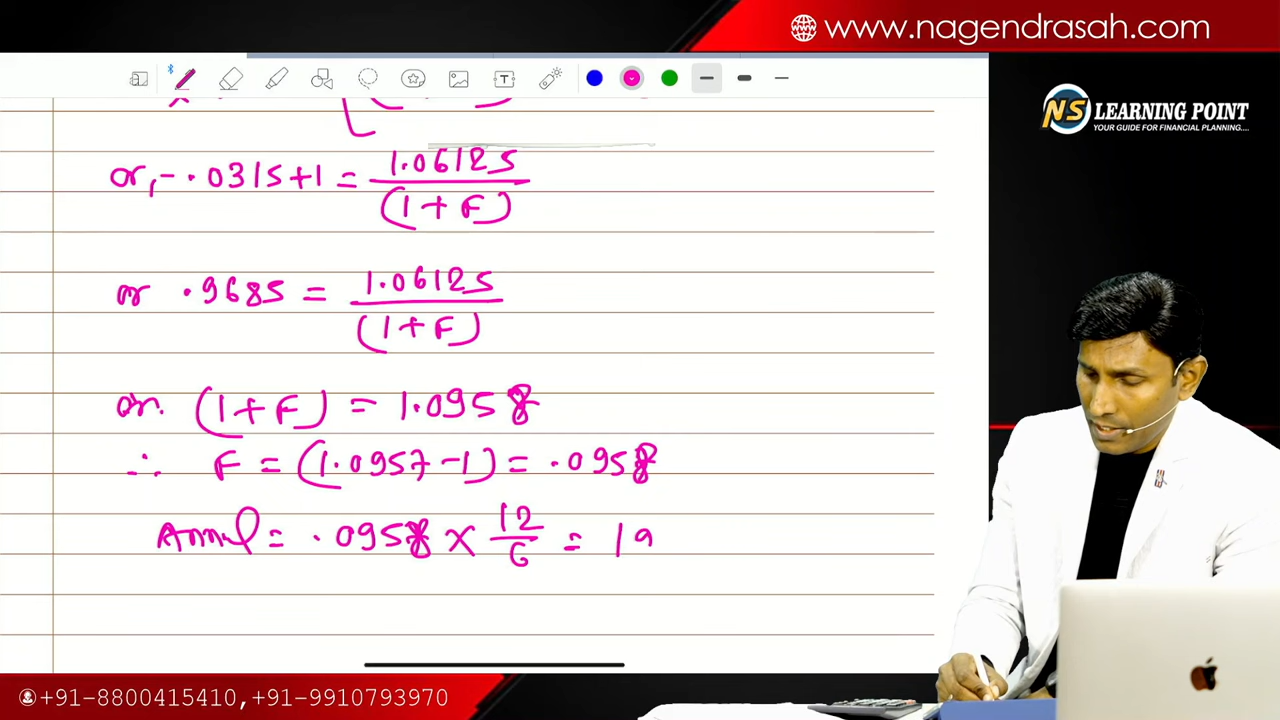 www.nagendrasah.com
NS LEARNING POINT
YOUR GUIDE FOR FINANCIAL PLANNING....
or, - .0315 + 1 = 1.06125 / (1 + F)
or .9685 = 1.06125 / (1 + F)
or. (1 + F) = 1.0958
∴ F = (1.0957 - 1) = .0958
Annul = .0958 × 12/6 = 19
+91-8800415410,+91-9910793970